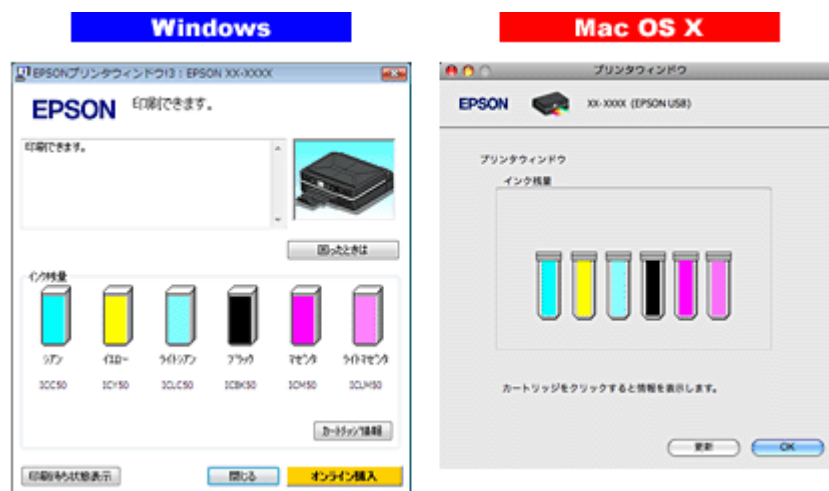 Windows
EPSONプリンタウィンドウ!3 : EPSON XX-XXXX
EPSON
印刷できます。
印刷できます。
困ったときは
インク残量
シアン
イエロー
ライトシアン
ブラック
マゼンタ
ライトマゼンタ
ICC50
ICY50
ICLC50
ICBK50
ICM50
ICLM50
カートリッジ情報
印刷待ち状態表示
閉じる
オンライン購入
Mac OS X
プリンタウィンドウ
EPSON
XX-XXXX (EPSON USB)
プリンタウィンドウ
インク残量
カートリッジをクリックすると情報を表示します。
更新
OK